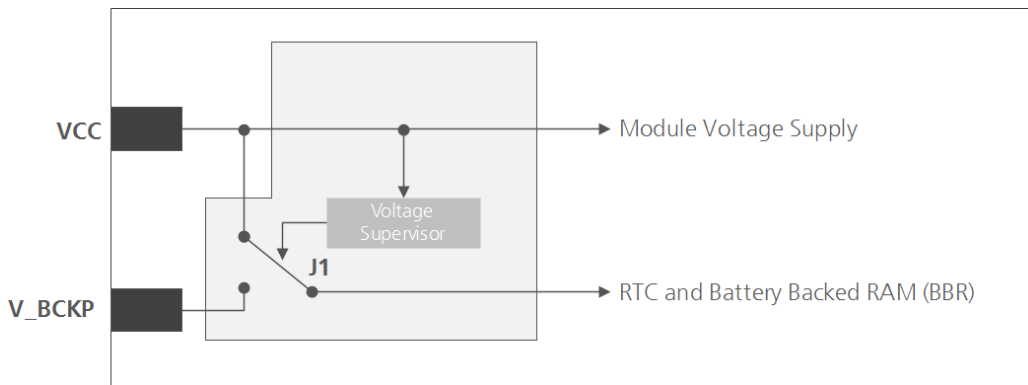 VCC
Module Voltage Supply
Voltage
Supervisor
J1
V_BCKP
RTC and Battery Backed RAM (BBR)